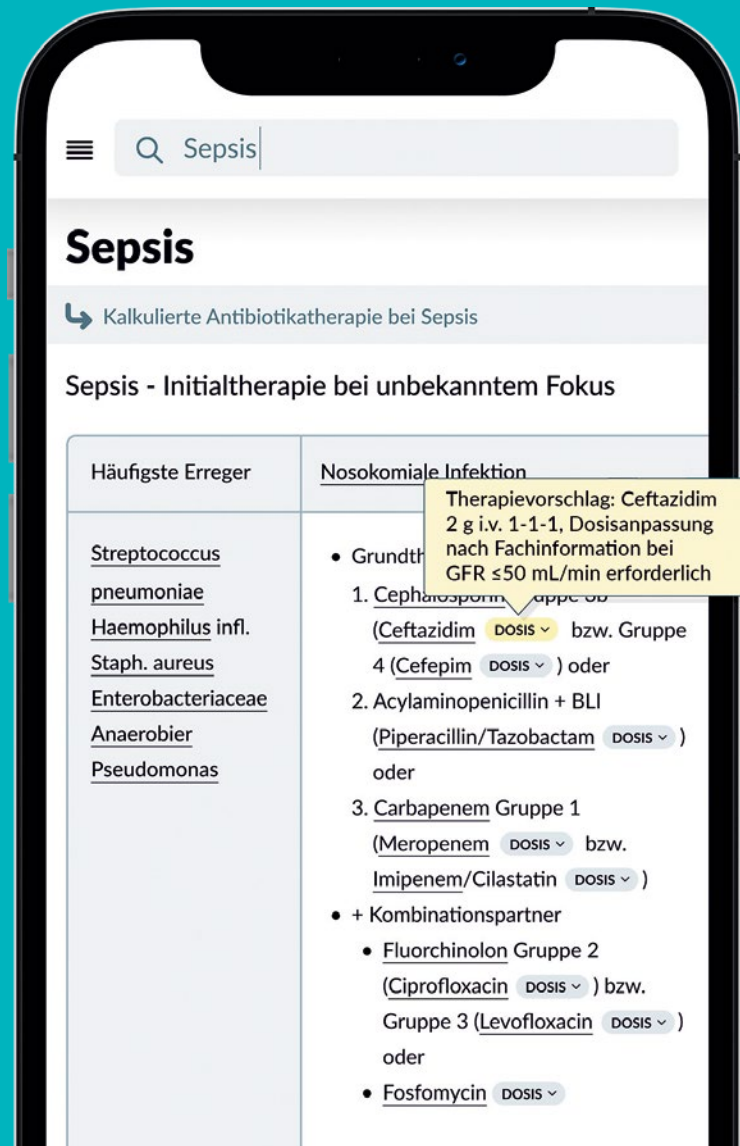 Sepsis
Sepsis
Kalkulierte Antibiotikatherapie bei Sepsis
Sepsis - Initialtherapie bei unbekanntem Fokus
Häufigste Erreger
Nosokomiale Infektion
Therapievorschlag: Ceftazidim
2 g i.v. 1-1-1, Dosisanpassung
nach Fachinformation bei
GFR ≤50 mL/min erforderlich
Streptococcus
pneumoniae
Haemophilus infl.
Staph. aureus
Enterobacteriaceae
Anaerobier
Pseudomonas
• Grundth
1. Cephalosporin Gruppe 3b
(Ceftazidim DOSIS bzw. Gruppe
4 (Cefepim DOSIS ) oder
2. Acylaminopenicillin + BLI
(Piperacillin/Tazobactam DOSIS )
oder
3. Carbapenem Gruppe 1
(Meropenem DOSIS bzw.
Imipenem/Cilastatin DOSIS )
• + Kombinationspartner
• Fluorchinolon Gruppe 2
(Ciprofloxacin DOSIS ) bzw.
Gruppe 3 (Levofloxacin DOSIS )
oder
• Fosfomycin DOSIS